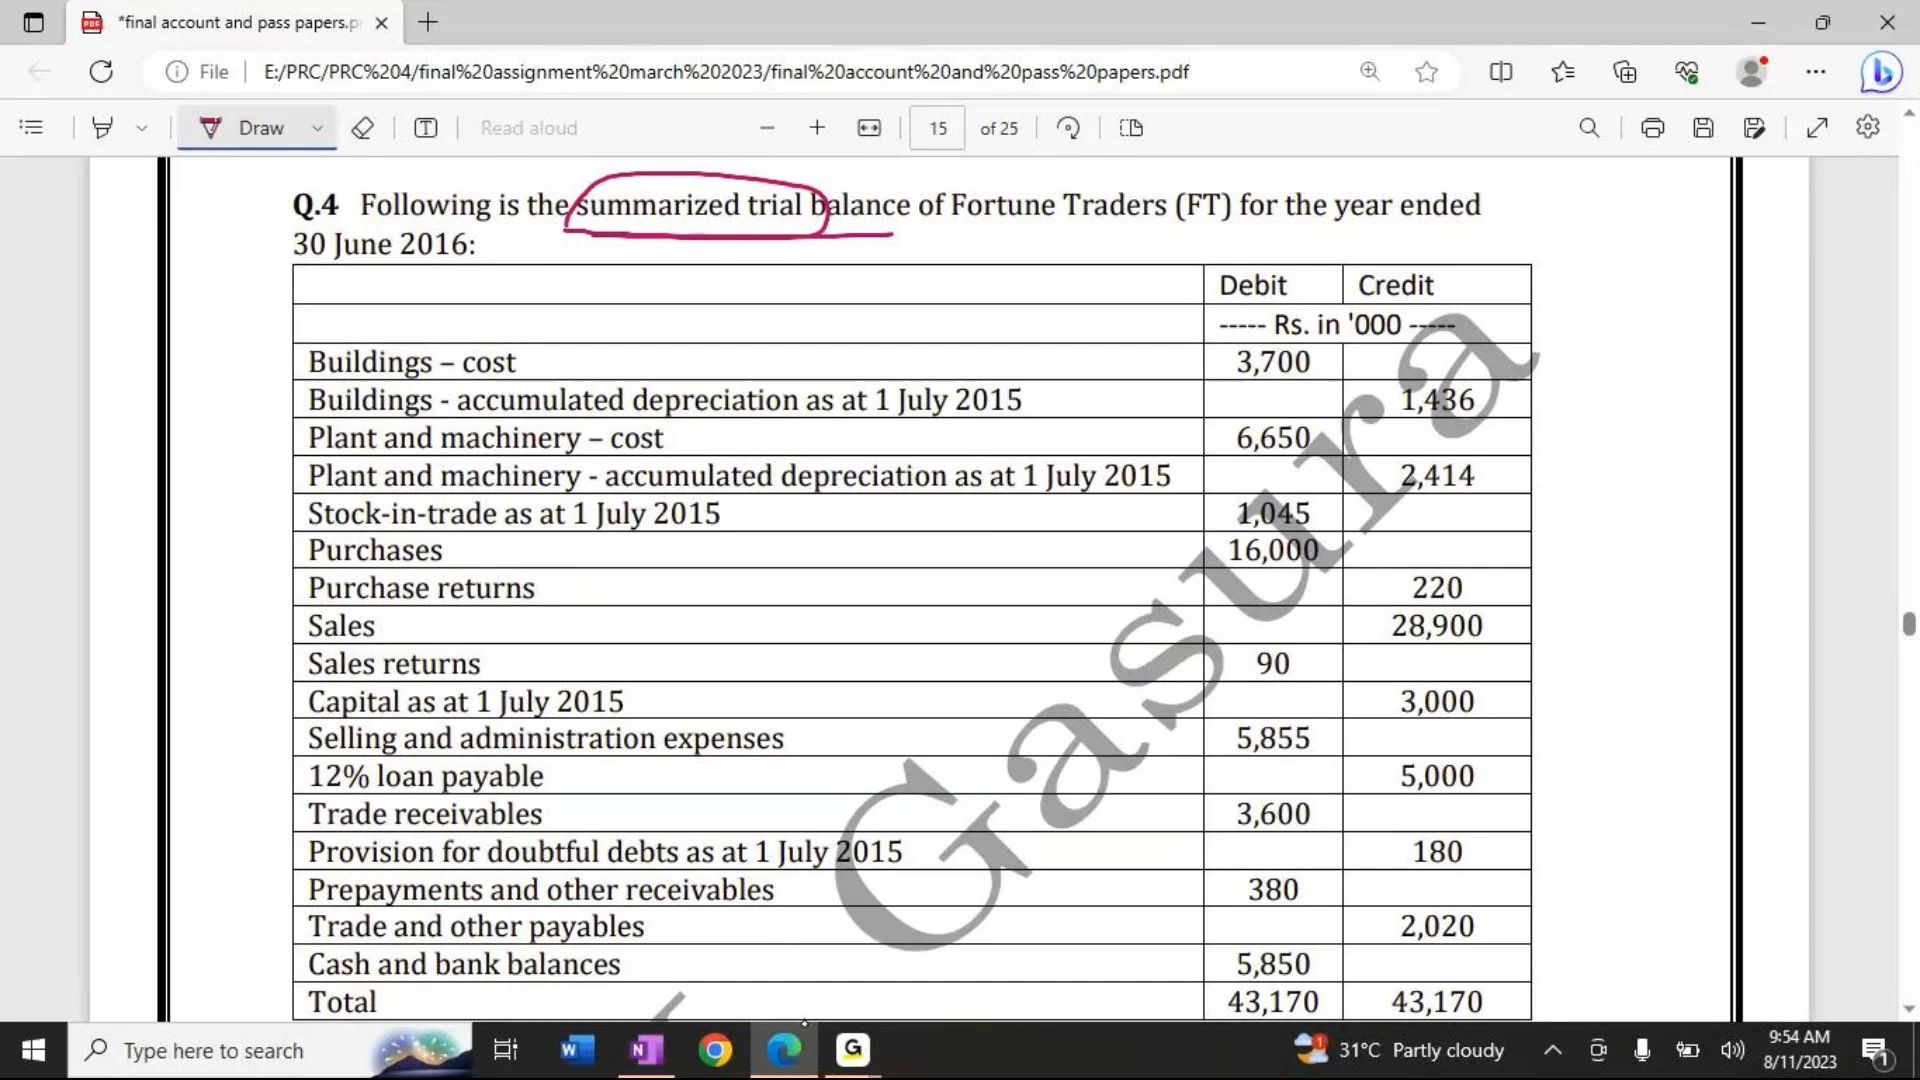 *final account and pass papers.p
File
E:/PRC/PRC%204/final%20assignment%20march%202023/final%20account%20and%20pass%20papers.pdf
Draw
Read aloud
15 of 25
Q.4 Following is the summarized trial balance of Fortune Traders (FT) for the year ended
30 June 2016:
Debit Credit
----- Rs. in '000 -----
Buildings – cost 3,700
Buildings - accumulated depreciation as at 1 July 2015 1,436
Plant and machinery – cost 6,650
Plant and machinery - accumulated depreciation as at 1 July 2015 2,414
Stock-in-trade as at 1 July 2015 1,045
Purchases 16,000
Purchase returns 220
Sales 28,900
Sales returns 90
Capital as at 1 July 2015 3,000
Selling and administration expenses 5,855
12% loan payable 5,000
Trade receivables 3,600
Provision for doubtful debts as at 1 July 2015 180
Prepayments and other receivables 380
Trade and other payables 2,020
Cash and bank balances 5,850
Total 43,170 43,170
Gasura
Type here to search
31°C Partly cloudy
9:54 AM
8/11/2023